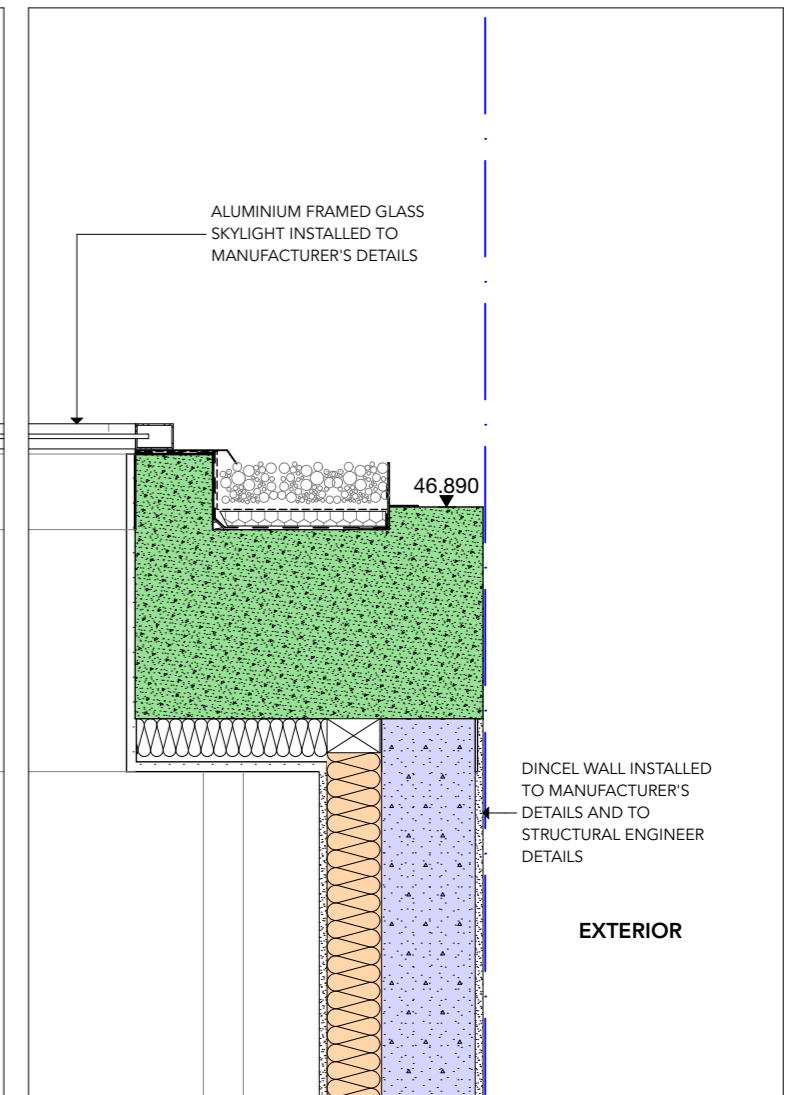 ALUMINIUM FRAMED GLASS
SKYLIGHT INSTALLED TO
MANUFACTURER'S DETAILS
46.890
DINCEL WALL INSTALLED
TO MANUFACTURER'S
DETAILS AND TO
STRUCTURAL ENGINEER
DETAILS
EXTERIOR